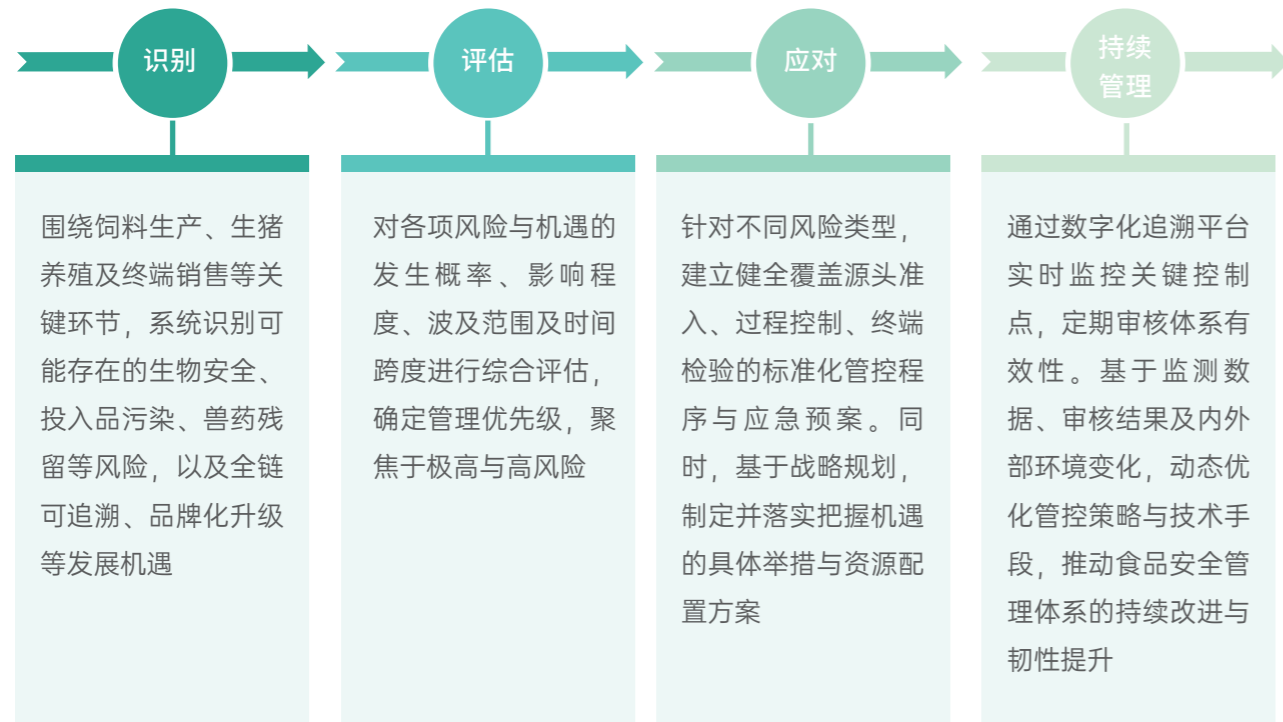 识别
围绕饲料生产、生猪
养殖及终端销售等关
键环节，系统识别可
能存在的生物安全、
投入品污染、兽药残
留等风险，以及全链
可追溯、品牌化升级
等发展机遇
评估
对各项风险与机遇的
发生概率、影响程
度、波及范围及时间
跨度进行综合评估，
确定管理优先级，聚
焦于极高与高风险
应对
针对不同风险类型，
建立健全覆盖源头准
入、过程控制、终端
检验的标准化管控程
序与应急预案。同
时，基于战略规划，
制定并落实把握机遇
的具体举措与资源配
置方案
持续
管理
通过数字化追溯平台
实时监控关键控制
点，定期审核体系有
效性。基于监测数
据、审核结果及内外
部环境变化，动态优
化管控策略与技术手
段，推动食品安全管
理体系的持续改进与
韧性提升